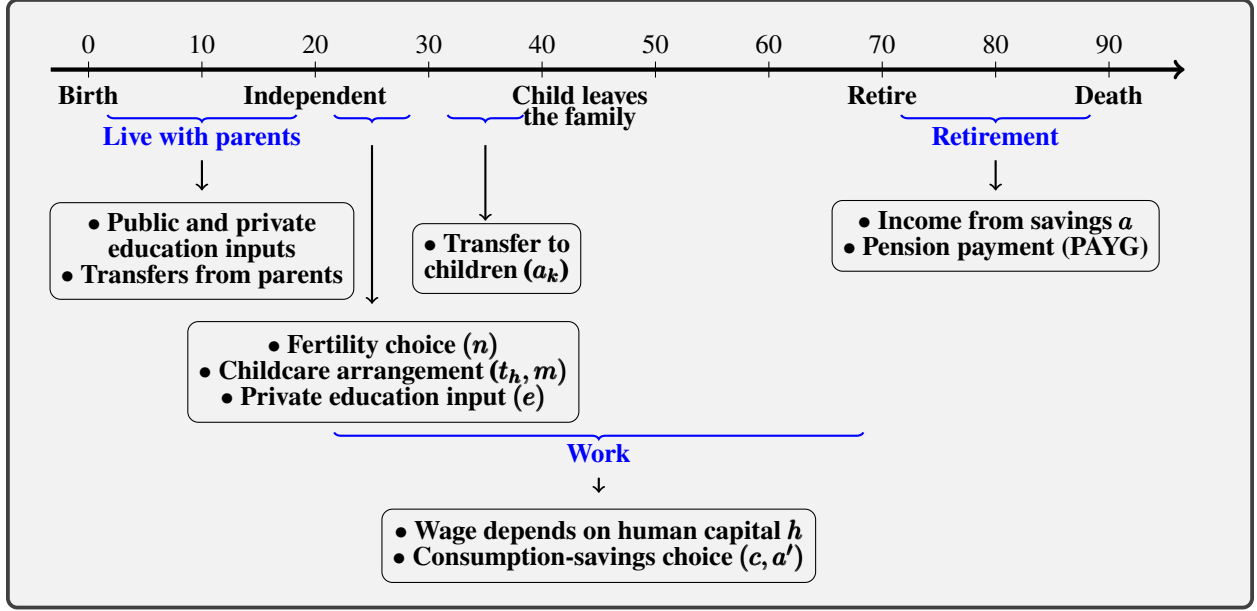 0 10 20 30 40 50 60 70 80 90
Birth Independent Child leaves Retire Death
the family
Live with parents Retirement
• Public and private
education inputs
• Transfers from parents
• Transfer to
children (a_k)
• Income from savings a
• Pension payment (PAYG)
• Fertility choice (n)
• Childcare arrangement (t_h, m)
• Private education input (e)
Work
• Wage depends on human capital h
• Consumption-savings choice (c, a′)